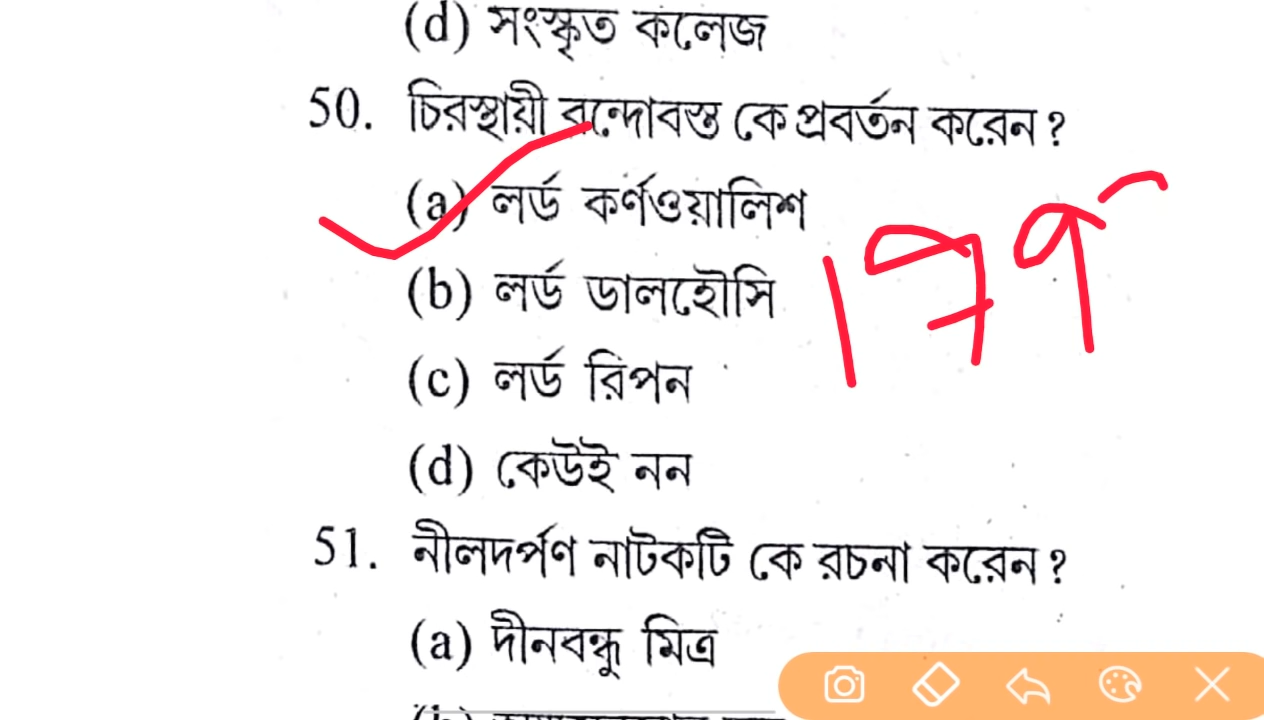 (d) সংস্কৃত কলেজ
50. চিরস্থায়ী বন্দোবস্ত কে প্রবর্তন করেন ?
(a) লর্ড কর্ণওয়ালিশ
(b) লর্ড ডালহৌসি
179
(c) লর্ড রিপন
(d) কেউই নন
51. নীলদর্পণ নাটকটি কে রচনা করেন ?
(a) দীনবন্ধু মিত্র